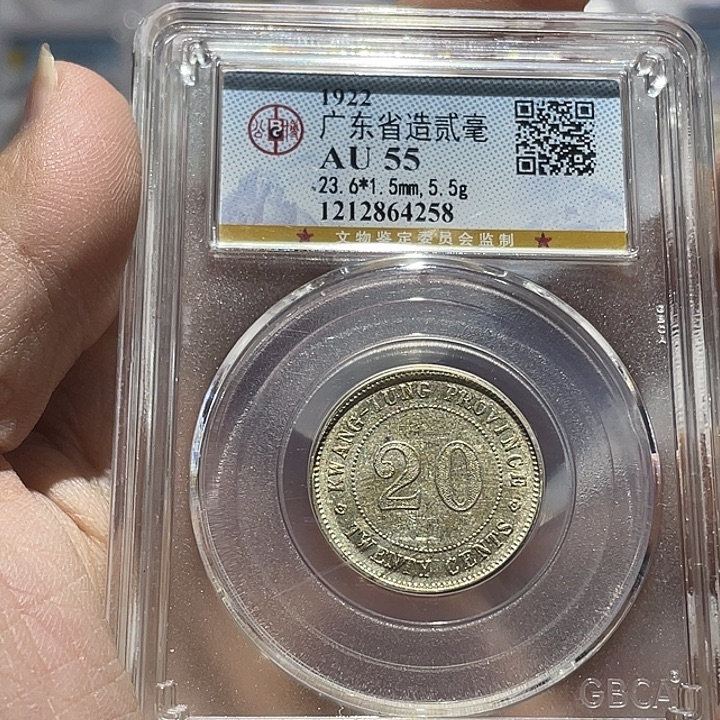 1922
广东省造贰毫
AU 55
23.6*1.5mm,5.5g
1212864258
★ 文物鉴定委员会监制 ★
KWANG-TUNG PROVINCE
20
TWENTY CENTS
GBCA